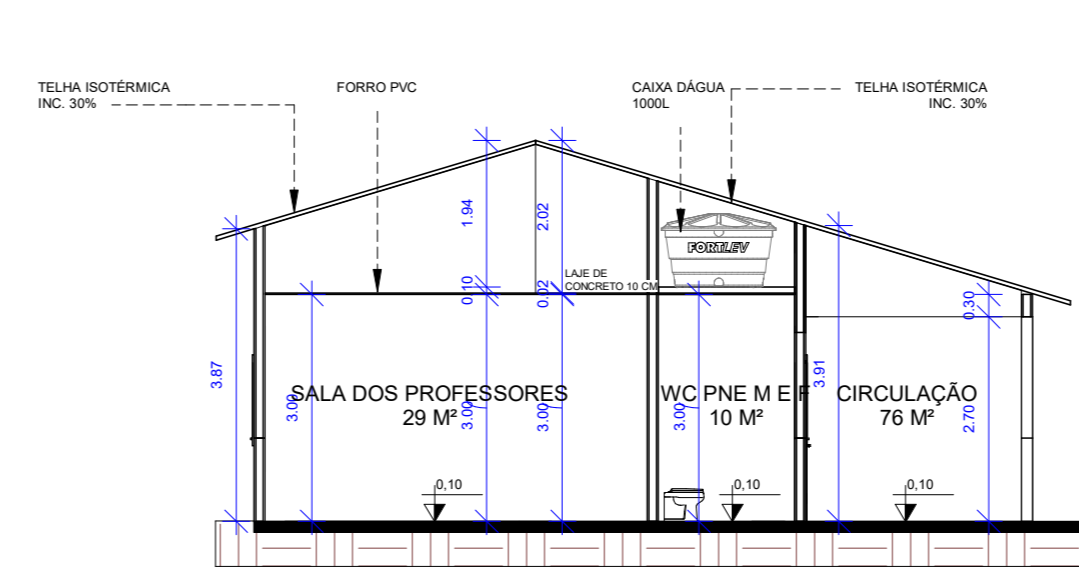 TELHA ISOTÉRMICA
INC. 30%
FORRO PVC
CAIXA DÁGUA
1000L
TELHA ISOTÉRMICA
INC. 30%
1.94
2.02
FORTLEV
LAJE DE
CONCRETO 10 CM
0.10
0.02
0.30
3.87
3.00
3.00
3.00
3.00
3.91
2.70
SALA DOS PROFESSORES
29 M²
WC PNE M E F
10 M²
CIRCULAÇÃO
76 M²
0,10
0,10
0,10